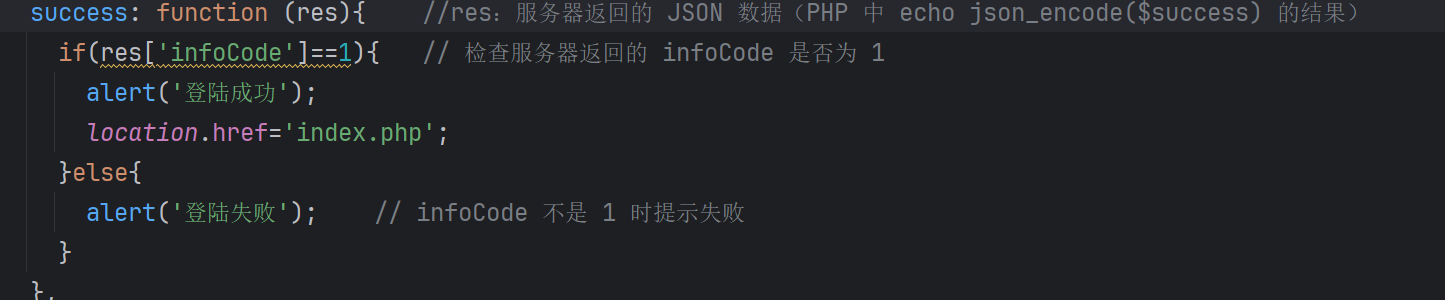 success: function (res){    //res：服务器返回的 JSON 数据（PHP 中 echo json_encode($success) 的结果）
if(res['infoCode']==1){   // 检查服务器返回的 infoCode 是否为 1
alert('登陆成功');
location.href='index.php';
}else{
alert('登陆失败');    // infoCode 不是 1 时提示失败
}
},